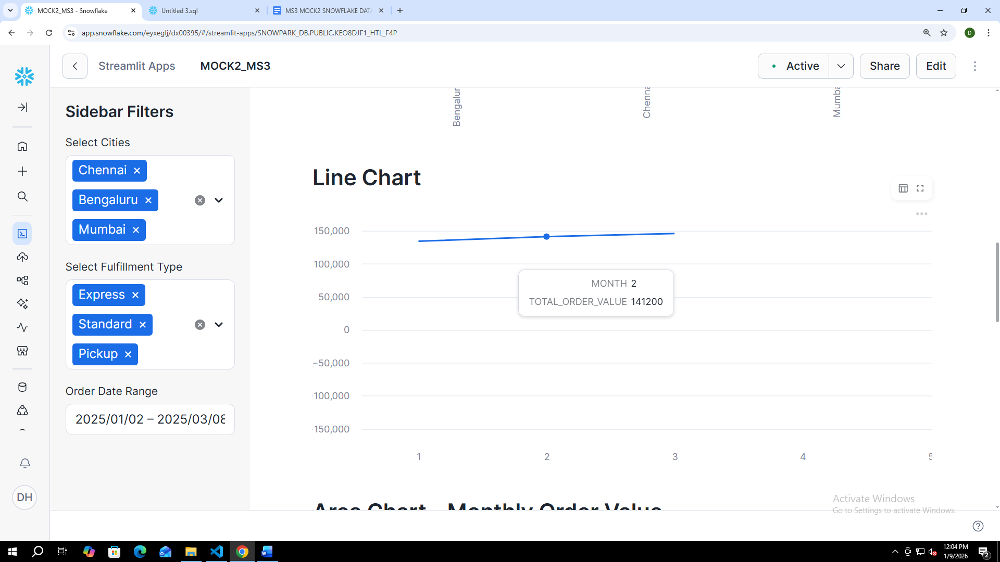 MOCK2_MS3 - Snowflake
Untitled 3.sql
MS3 MOCK2 SNOWFLAKE DATA
app.snowflake.com/eyxeglj/dx00395/#/streamlit-apps/SNOWPARK_DB.PUBLIC.KEO8DJF1_HTL_F4P
D
Streamlit Apps
MOCK2_MS3
Active
Share
Edit
Sidebar Filters
Select Cities
Chennai
Bengaluru
Mumbai
Select Fulfillment Type
Express
Standard
Pickup
Order Date Range
2025/01/02 – 2025/03/08
DH
Bengalur
Chenna
Mumba
Line Chart
150,000
100,000
50,000
0
−50,000
100,000
150,000
MONTH 2
TOTAL_ORDER_VALUE 141200
1 2 3 4 5
Area Chart - Monthly Order Value
Activate Windows
Go to Settings to activate Windows.
12:04 PM
1/9/2026
2